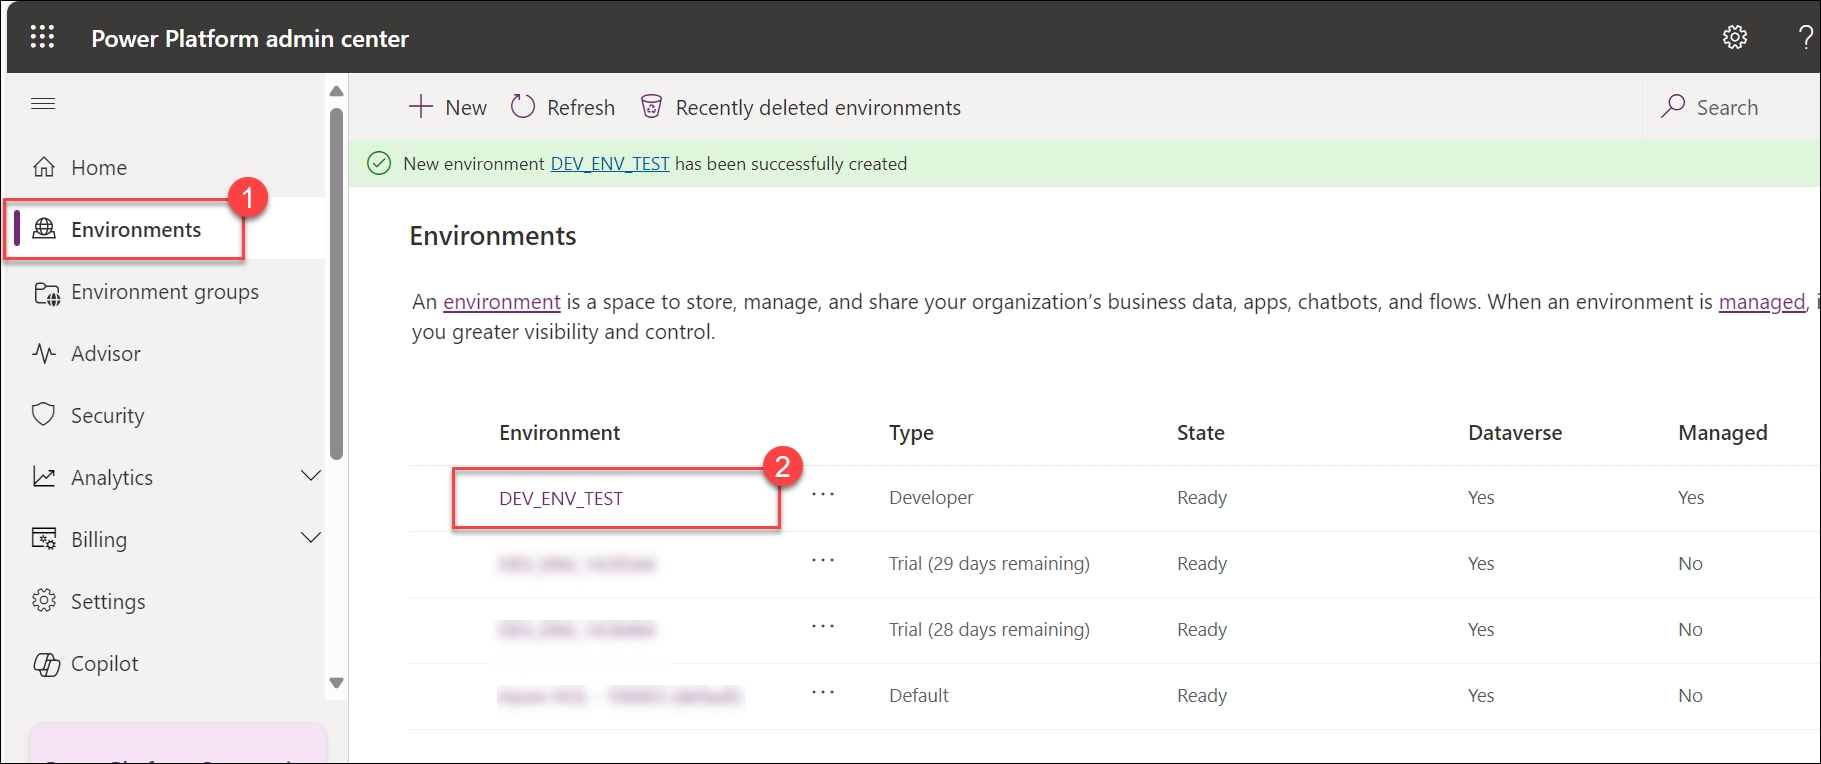 Power Platform admin center
?
New
Refresh
Recently deleted environments
Search
New environment DEV_ENV_TEST has been successfully created
Home
1
Environments
Environment groups
Advisor
Security
Analytics
Billing
Settings
Copilot
Environments
An environment is a space to store, manage, and share your organization's business data, apps, chatbots, and flows. When an environment is managed,
you greater visibility and control.
Environment Type State Dataverse Managed
2
DEV_ENV_TEST ... Developer Ready Yes Yes
... Trial (29 days remaining) Ready Yes No
... Trial (28 days remaining) Ready Yes No
... Default Ready Yes No